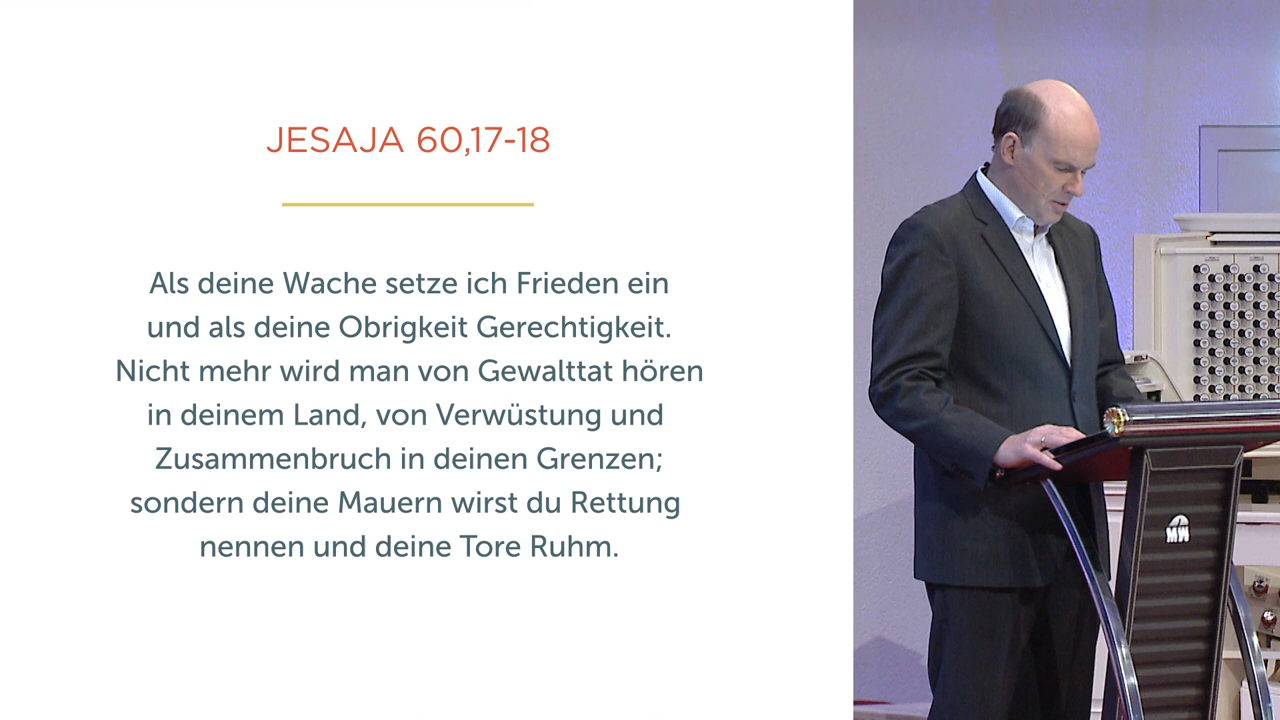 JESAJA 60,17-18
Als deine Wache setze ich Frieden ein
und als deine Obrigkeit Gerechtigkeit.
Nicht mehr wird man von Gewalttat hören
in deinem Land, von Verwüstung und
Zusammenbruch in deinen Grenzen;
sondern deine Mauern wirst du Rettung
nennen und deine Tore Ruhm.
MW